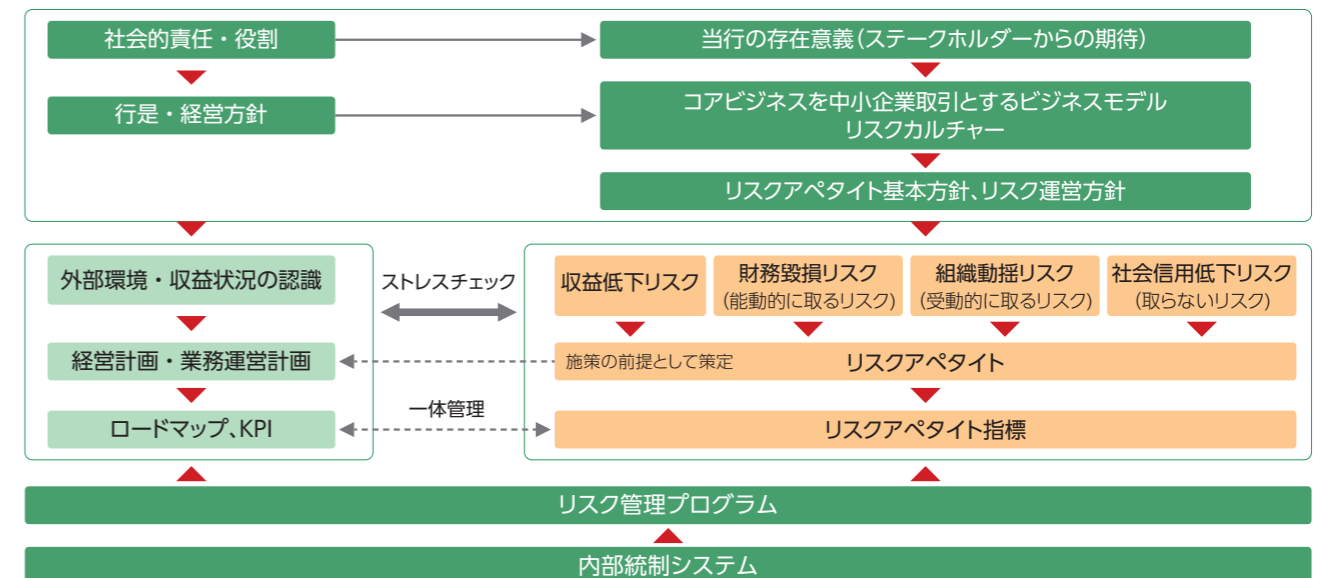 社会的責任・役割
当行の存在意義（ステークホルダーからの期待）
行是・経営方針
コアビジネスを中小企業取引とするビジネスモデル
リスクカルチャー
リスクアペタイト基本方針、リスク運営方針
外部環境・収益状況の認識
ストレスチェック
収益低下リスク
財務毀損リスク
（能動的に取るリスク）
組織動揺リスク
（受動的に取るリスク）
社会信用低下リスク
（取らないリスク）
経営計画・業務運営計画
施策の前提として策定
リスクアペタイト
ロードマップ、KPI
一体管理
リスクアペタイト指標
リスク管理プログラム
内部統制システム